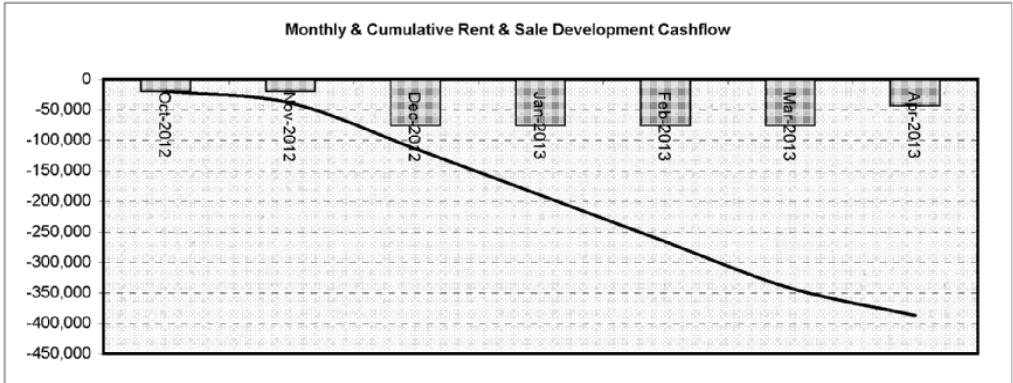 Monthly & Cumulative Rent & Sale Development Cashflow
0
-50,000
-100,000
-150,000
-200,000
-250,000
-300,000
-350,000
-400,000
-450,000
Oct-2012
Nov-2012
Dec-2012
Jan-2013
Feb-2013
Mar-2013
Apr-2013